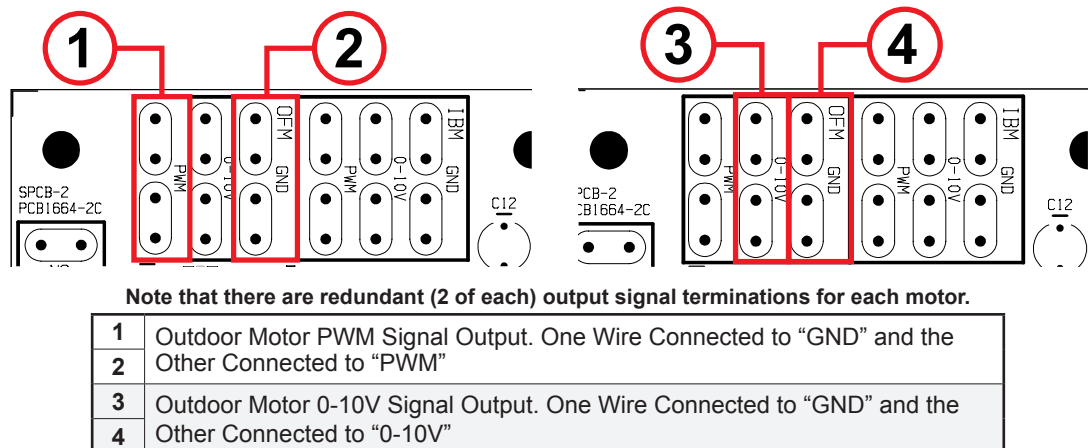 1
2
3
4
OFM
IBM
PWM
0-10V
GND
PWM
0-10V
GND
SPCB-2
PCB1664-2C
C12
OFM
IBM
PWM
0-10V
GND
PWM
0-10V
GND
PCB-2
CB1664-2C
C12
Note that there are redundant (2 of each) output signal terminations for each motor.
1
2
Outdoor Motor PWM Signal Output. One Wire Connected to “GND” and the
Other Connected to “PWM”
3
4
Outdoor Motor 0-10V Signal Output. One Wire Connected to “GND” and the
Other Connected to “0-10V”